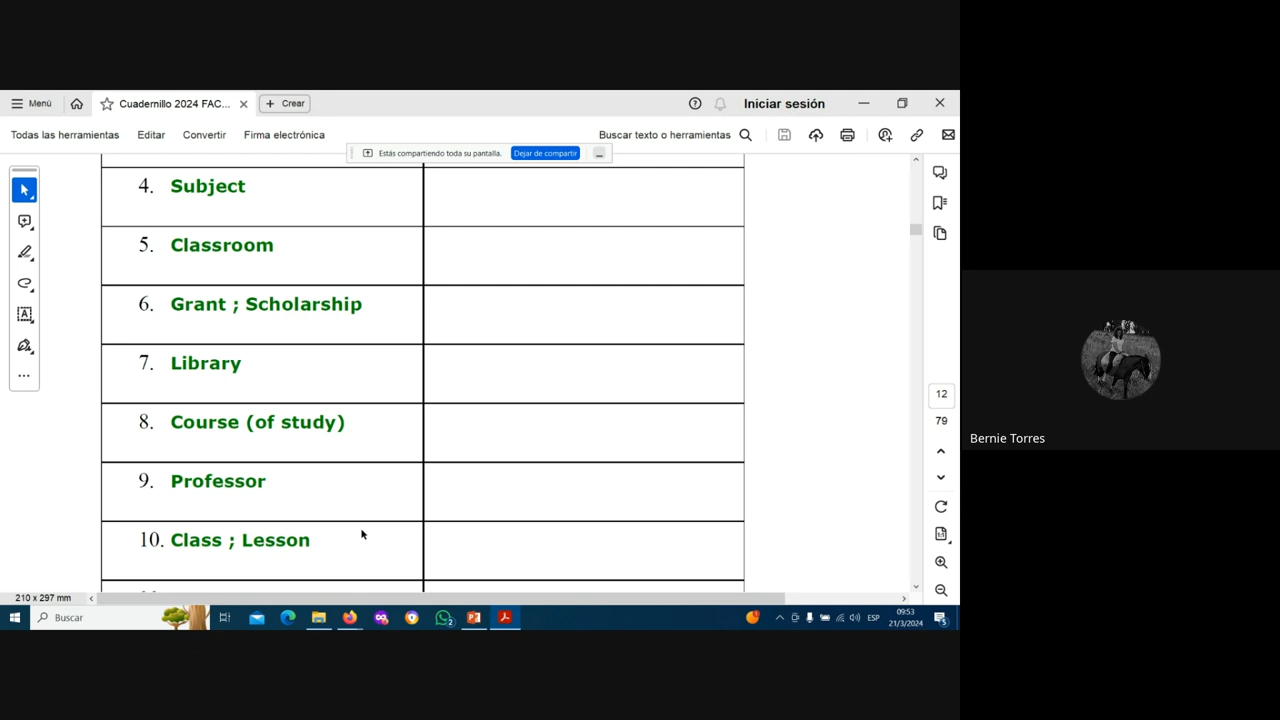 Menú
Cuadernillo 2024 FAC...
Crear
Iniciar sesión
Todas las herramientas
Editar
Convertir
Firma electrónica
Buscar texto o herramientas
Estás compartiendo toda su pantalla.
Dejar de compartir
4. Subject
5. Classroom
6. Grant ; Scholarship
7. Library
8. Course (of study)
9. Professor
10. Class ; Lesson
12
79
Bernie Torres
210 x 297 mm
Buscar
2
ESP
09:53
21/3/2024
5